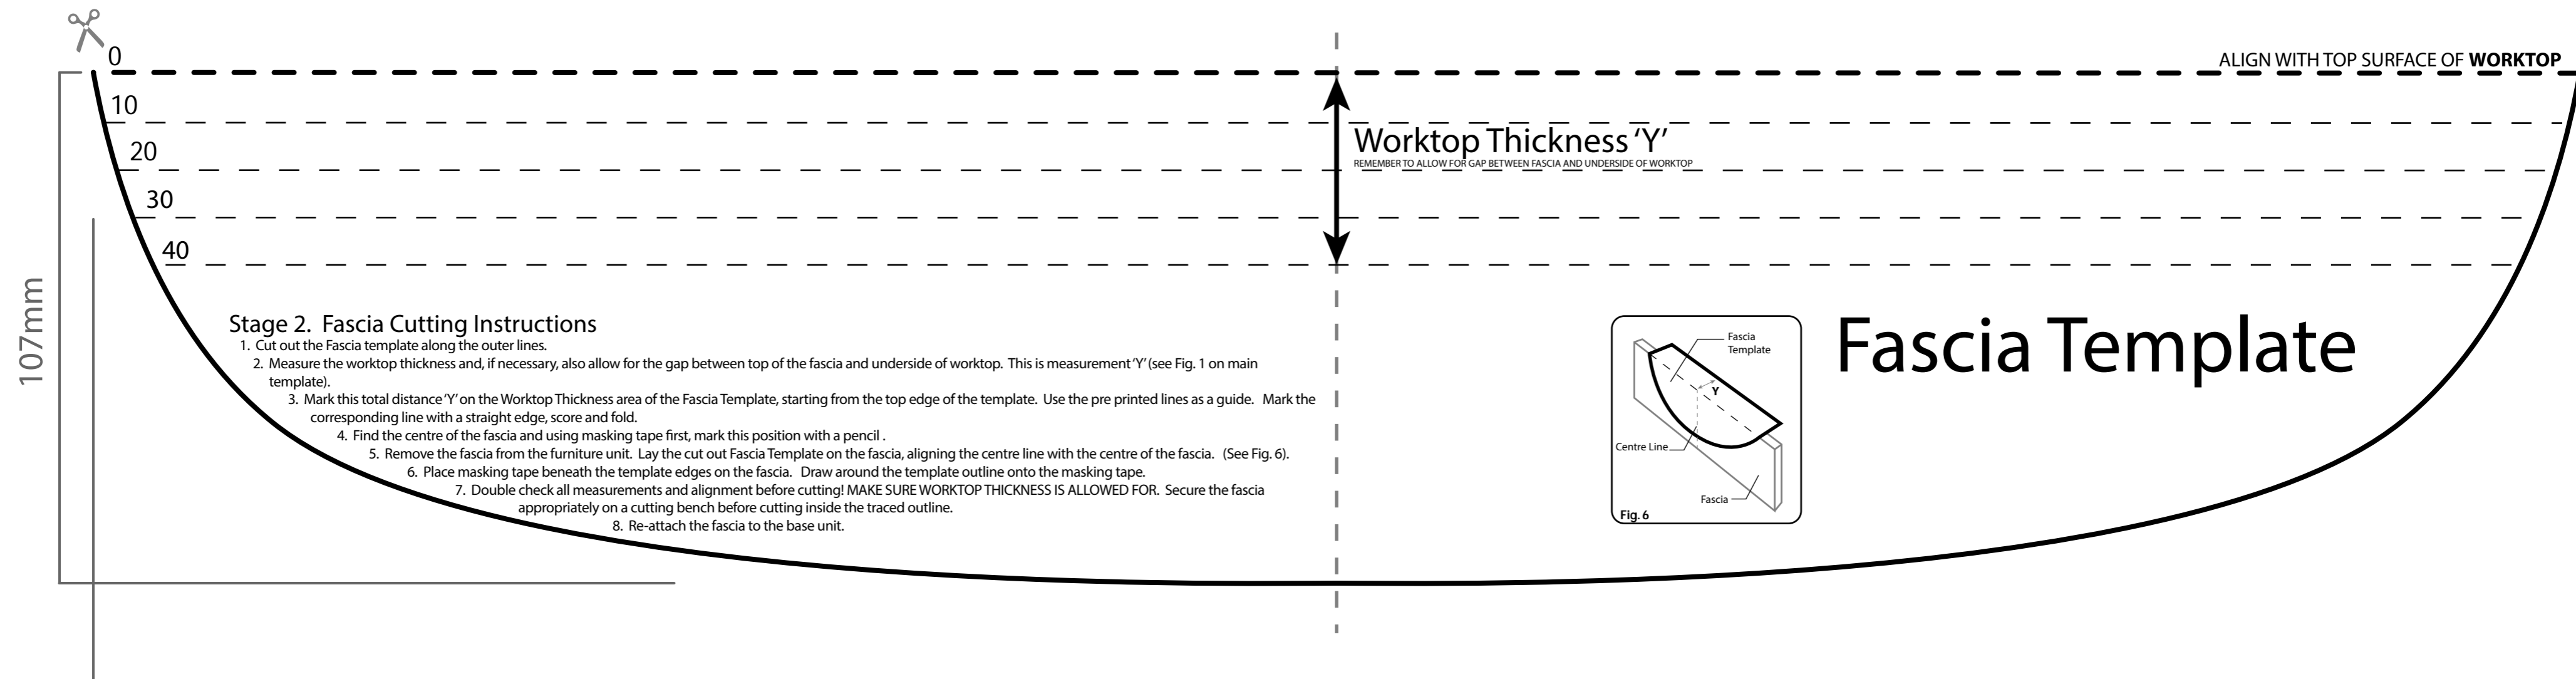 0
ALIGN WITH TOP SURFACE OF WORKTOP
10
Worktop Thickness ‘Y’
REMEMBER TO ALLOW FOR GAP BETWEEN FASCIA AND UNDERSIDE OF WORKTOP
20
30
40
107mm
Stage 2. Fascia Cutting Instructions
1. Cut out the Fascia template along the outer lines.
2. Measure the worktop thickness and, if necessary, also allow for the gap between top of the fascia and underside of worktop. This is measurement ‘Y’ (see Fig. 1 on main
template).
3. Mark this total distance ‘Y’ on the Worktop Thickness area of the Fascia Template, starting from the top edge of the template. Use the pre printed lines as a guide. Mark the
corresponding line with a straight edge, score and fold.
4. Find the centre of the fascia and using masking tape first, mark this position with a pencil .
5. Remove the fascia from the furniture unit. Lay the cut out Fascia Template on the fascia, aligning the centre line with the centre of the fascia. (See Fig. 6).
6. Place masking tape beneath the template edges on the fascia. Draw around the template outline onto the masking tape.
7. Double check all measurements and alignment before cutting! MAKE SURE WORKTOP THICKNESS IS ALLOWED FOR. Secure the fascia
appropriately on a cutting bench before cutting inside the traced outline.
8. Re-attach the fascia to the base unit.
Fascia
Template
Y
Centre Line
Fascia
Fig. 6
Fascia Template